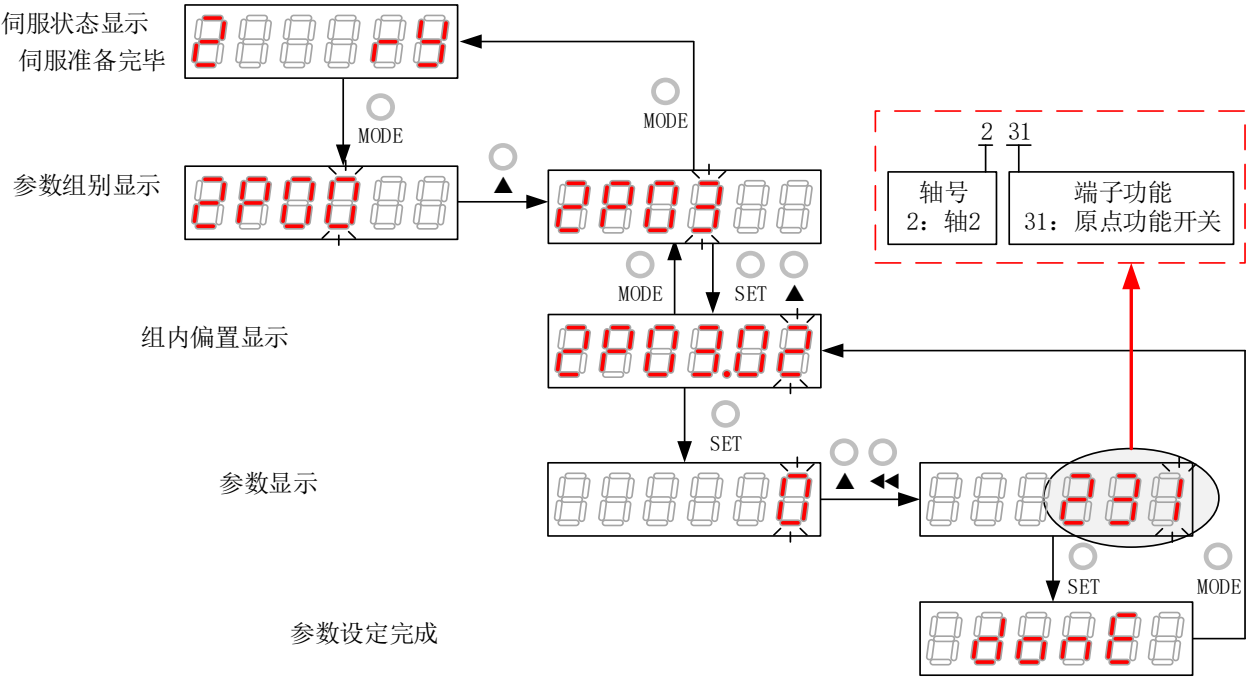 伺服状态显示
伺服准备完毕
2 rY
MODE
MODE
参数组别显示
2P00
▲
2P03
2 31
轴号
2: 轴2
端子功能
31: 原点功能开关
MODE
SET
▲
组内偏置显示
2P03.02
SET
参数显示
0
▲
◀◀
231
SET
MODE
参数设定完成
donE